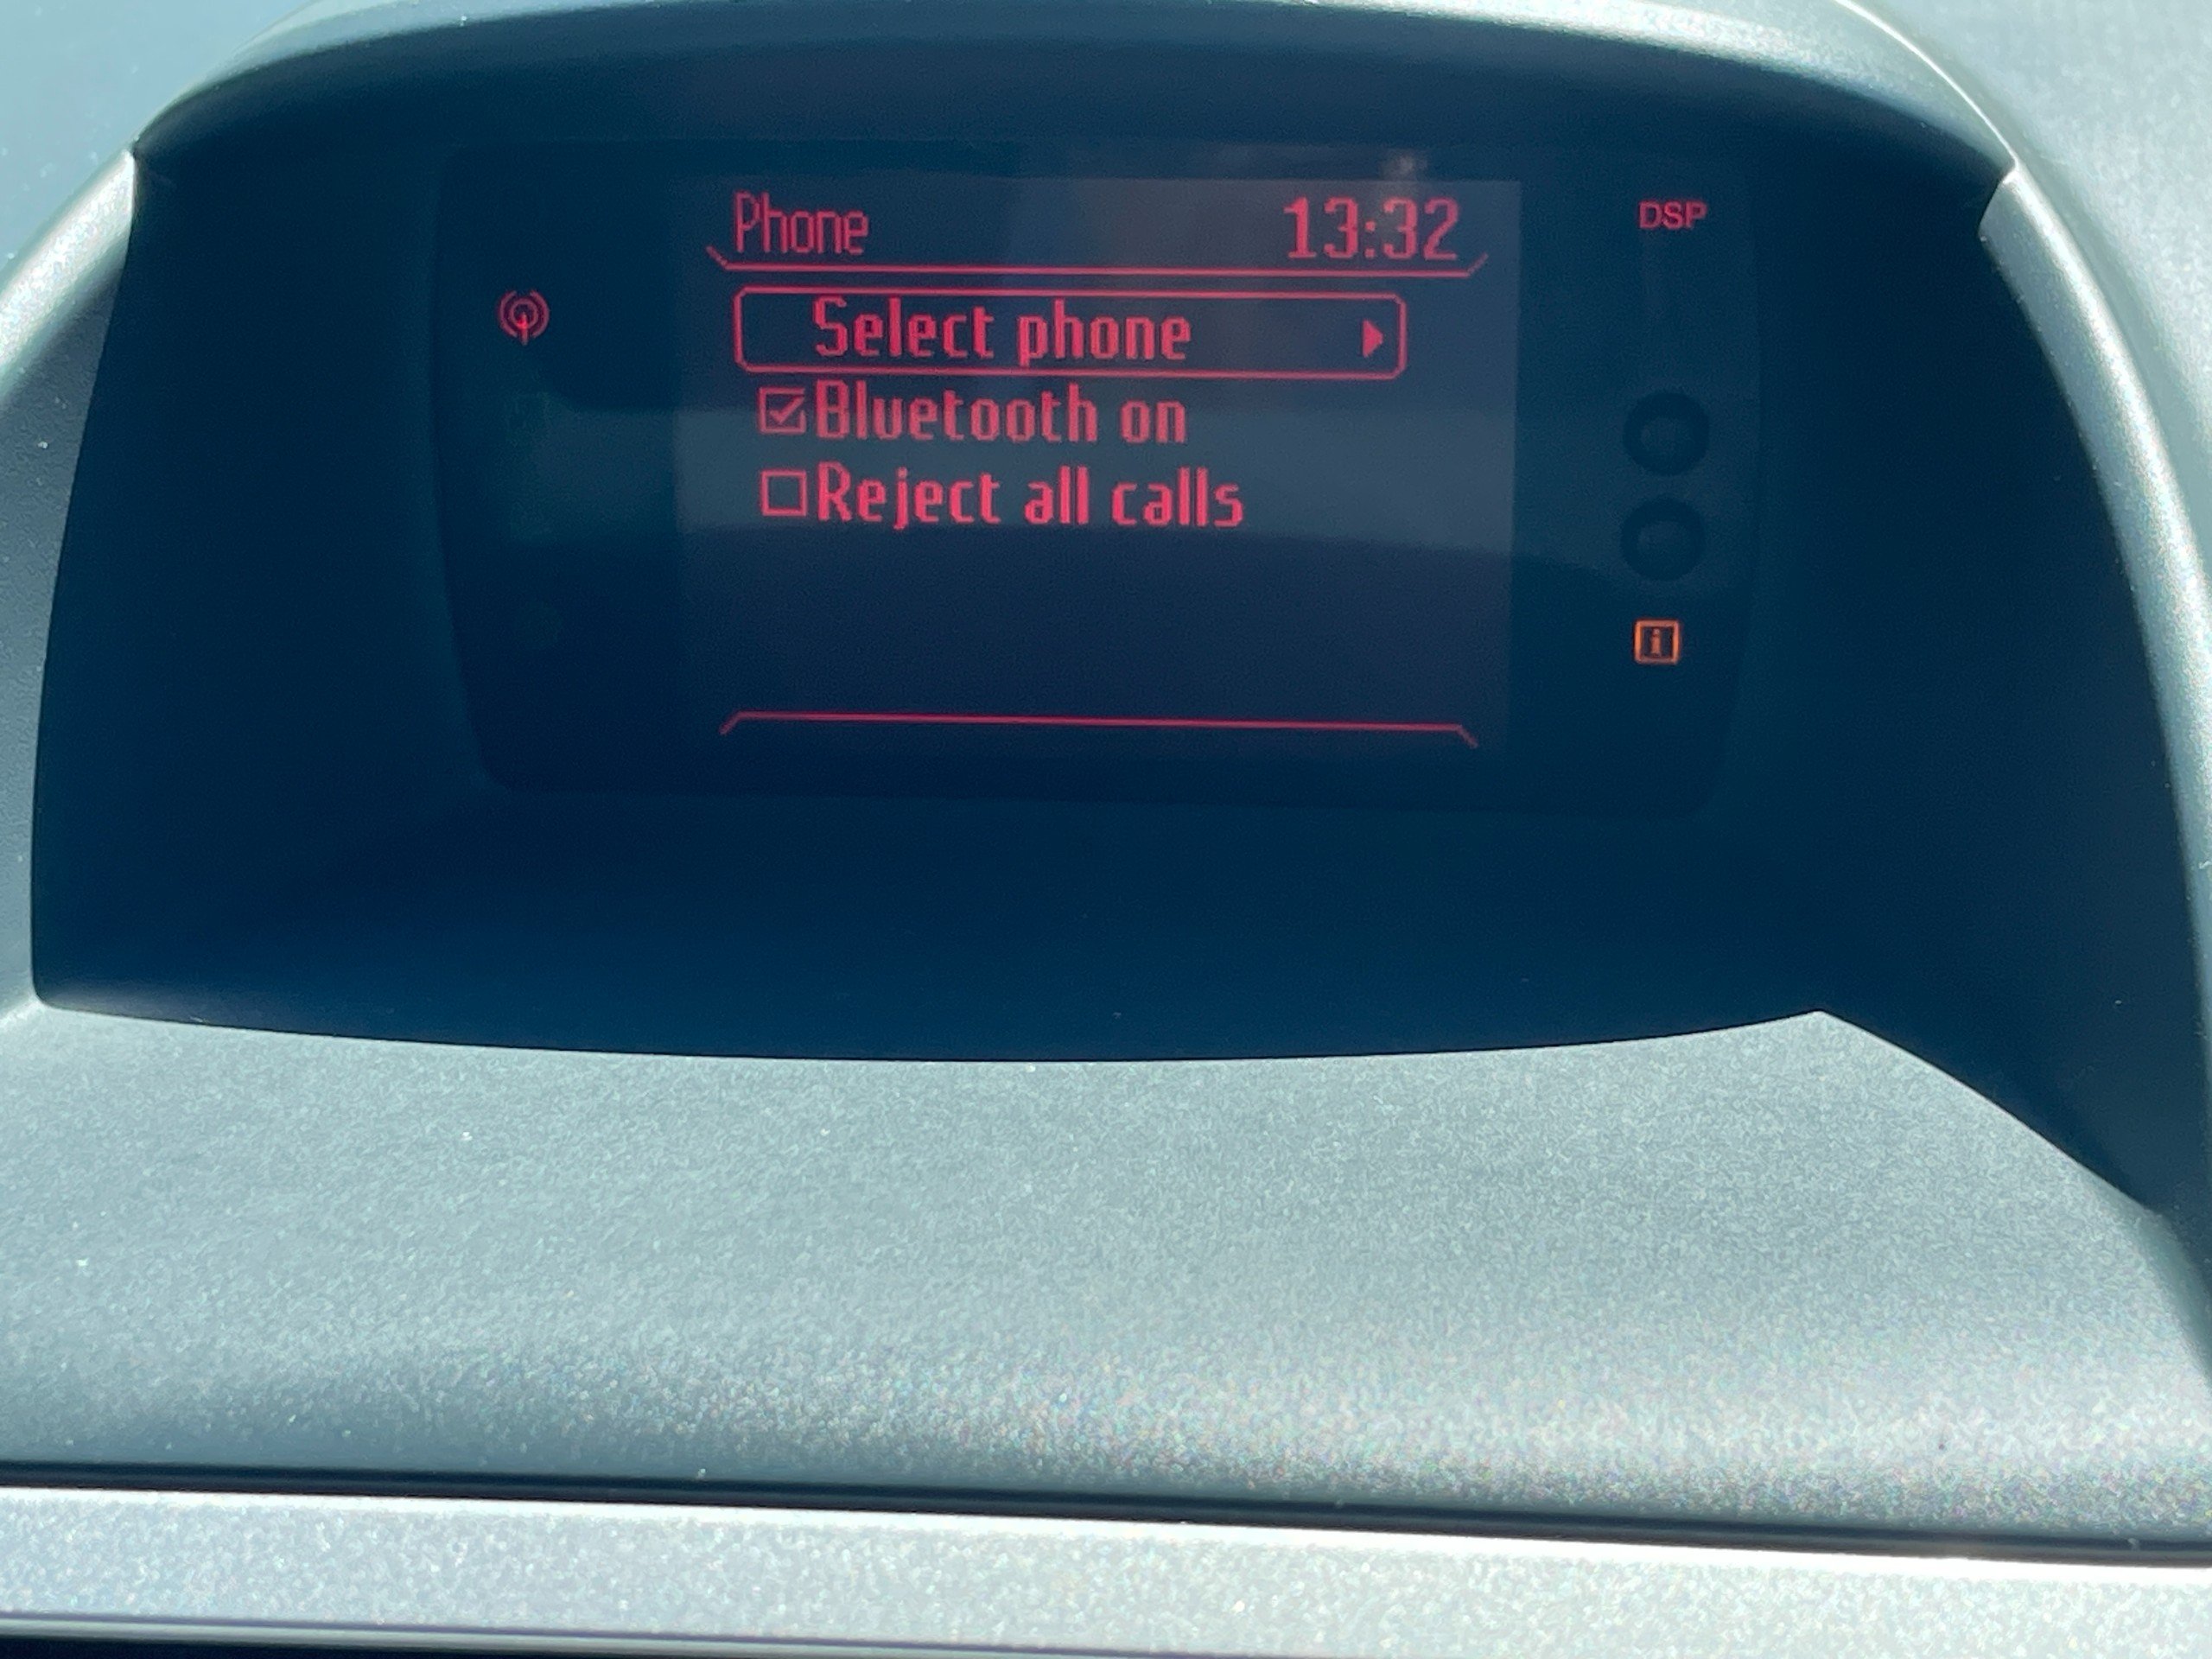 Phone 13:32 DSP
Select phone
Bluetooth on
Reject all calls
i